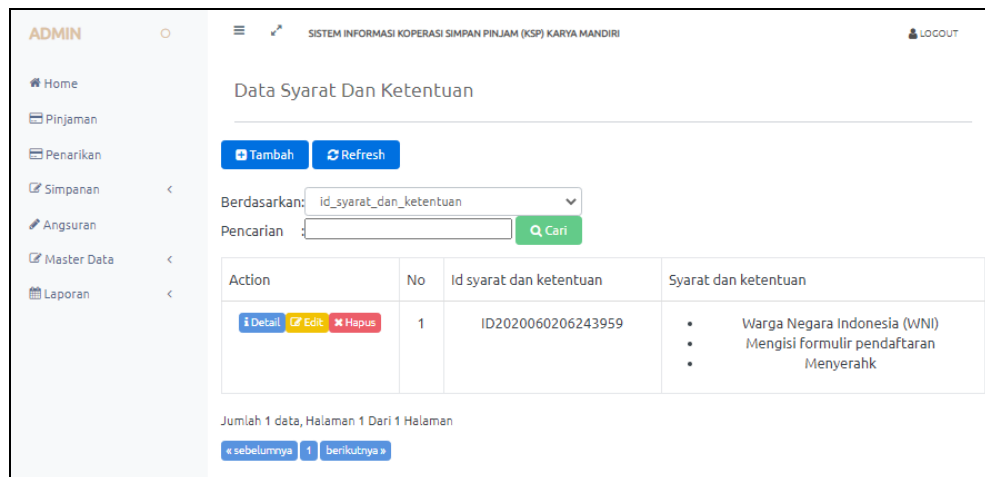 ADMIN
SISTEM INFORMASI KOPERASI SIMPAN PINJAM (KSP) KARYA MANDIRI
LOGOUT
Home
Pinjaman
Penarikan
Simpanan
Angsuran
Master Data
Laporan
Data Syarat Dan Ketentuan
Tambah Refresh
Berdasarkan: id_syarat_dan_ketentuan
Pencarian : Cari
Action No Id syarat dan ketentuan Syarat dan ketentuan
Detail Edit Hapus 1 ID2020060206243959
• Warga Negara Indonesia (WNI)
• Mengisi formulir pendaftaran
• Menyerahk
Jumlah 1 data, Halaman 1 Dari 1 Halaman
« sebelumnya 1 berikutnya »